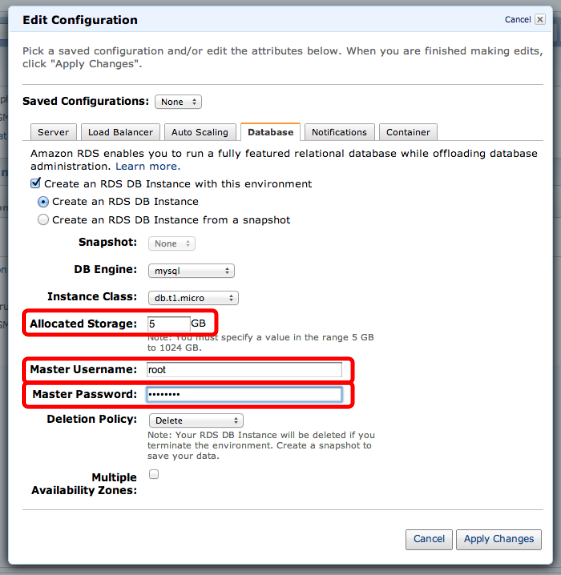 Edit Configuration
Cancel
Pick a saved configuration and/or edit the attributes below. When you are finished making edits,
click "Apply Changes".
Saved Configurations: None
Server Load Balancer Auto Scaling Database Notifications Container
Amazon RDS enables you to run a fully featured relational database while offloading database
administration. Learn more.
Create an RDS DB Instance with this environment
Create an RDS DB Instance
Create an RDS DB Instance from a snapshot
Snapshot: None
DB Engine: mysql
Instance Class: db.t1.micro
Allocated Storage: 5 GB
Note: You must specify a value in the range 5 GB
to 1024 GB.
Master Username: root
Master Password: ••••••••
Deletion Policy: Delete
Note: Your RDS DB Instance will be deleted if you
terminate the environment. Create a snapshot to
save your data.
Multiple
Availability Zones:
Cancel Apply Changes